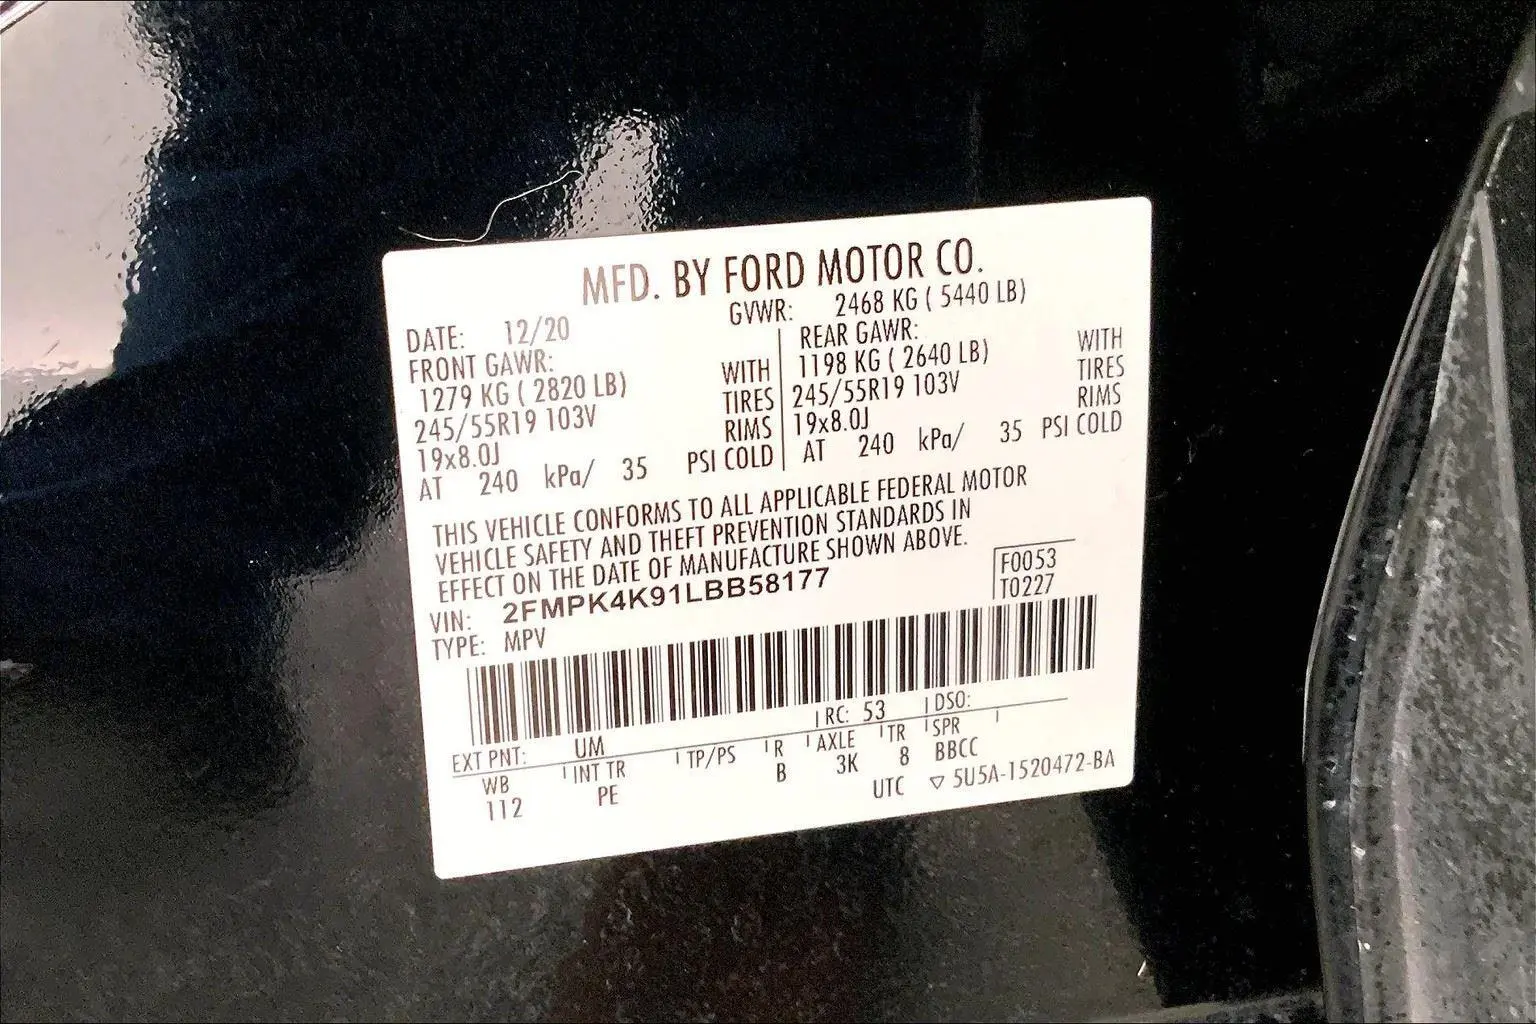 MFD. BY FORD MOTOR CO.
DATE: 12/20 GVWR: 2468 KG ( 5440 LB)
FRONT GAWR: REAR GAWR:
1279 KG ( 2820 LB) WITH 1198 KG ( 2640 LB) WITH
245/55R19 103V TIRES 245/55R19 103V TIRES
19x8.0J RIMS 19x8.0J RIMS
AT 240 kPa/ 35 PSI COLD AT 240 kPa/ 35 PSI COLD
THIS VEHICLE CONFORMS TO ALL APPLICABLE FEDERAL MOTOR
VEHICLE SAFETY AND THEFT PREVENTION STANDARDS IN
EFFECT ON THE DATE OF MANUFACTURE SHOWN ABOVE.
VIN: 2FMPK4K91LBB58177 F0053
TYPE: MPV T0227
EXT PNT: UM RC: 53 DSO:
WB INT TR TP/PS R AXLE TR SPR
112 PE B 3K 8 BBCC
UTC ▽ 5U5A-1520472-BA